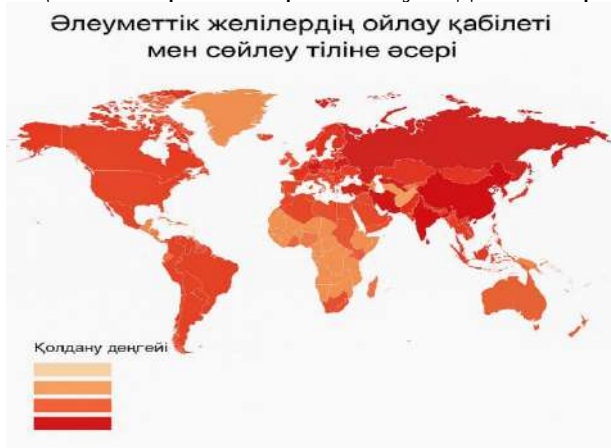 Әлеуметтік желілердің ойлау қабілеті
мен сөйлеу тіліне әсері
Қолдану деңгейі